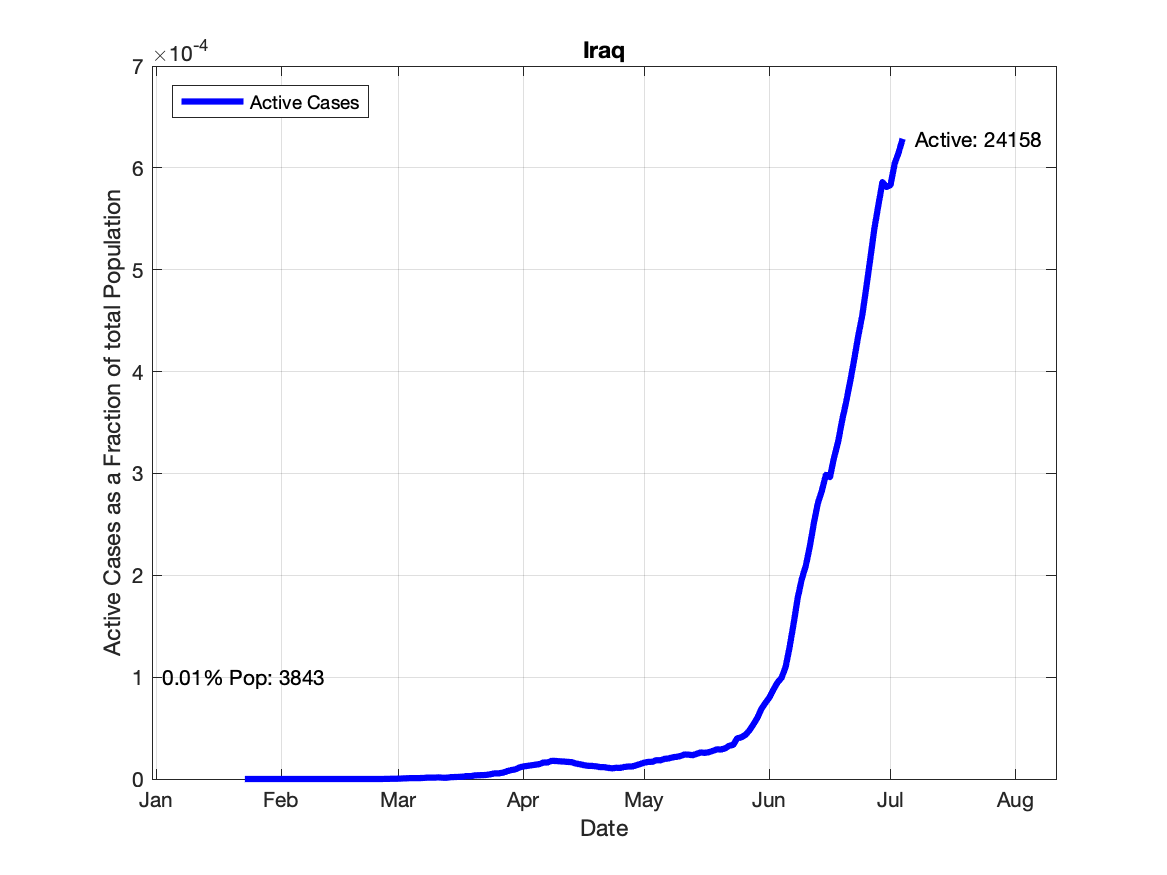 Iraq
×10-4
Active Cases
Active: 24158
0.01% Pop: 3843
7
6
5
4
3
2
1
0
Active Cases as a Fraction of total Population
Jan Feb Mar Apr May Jun Jul Aug
Date